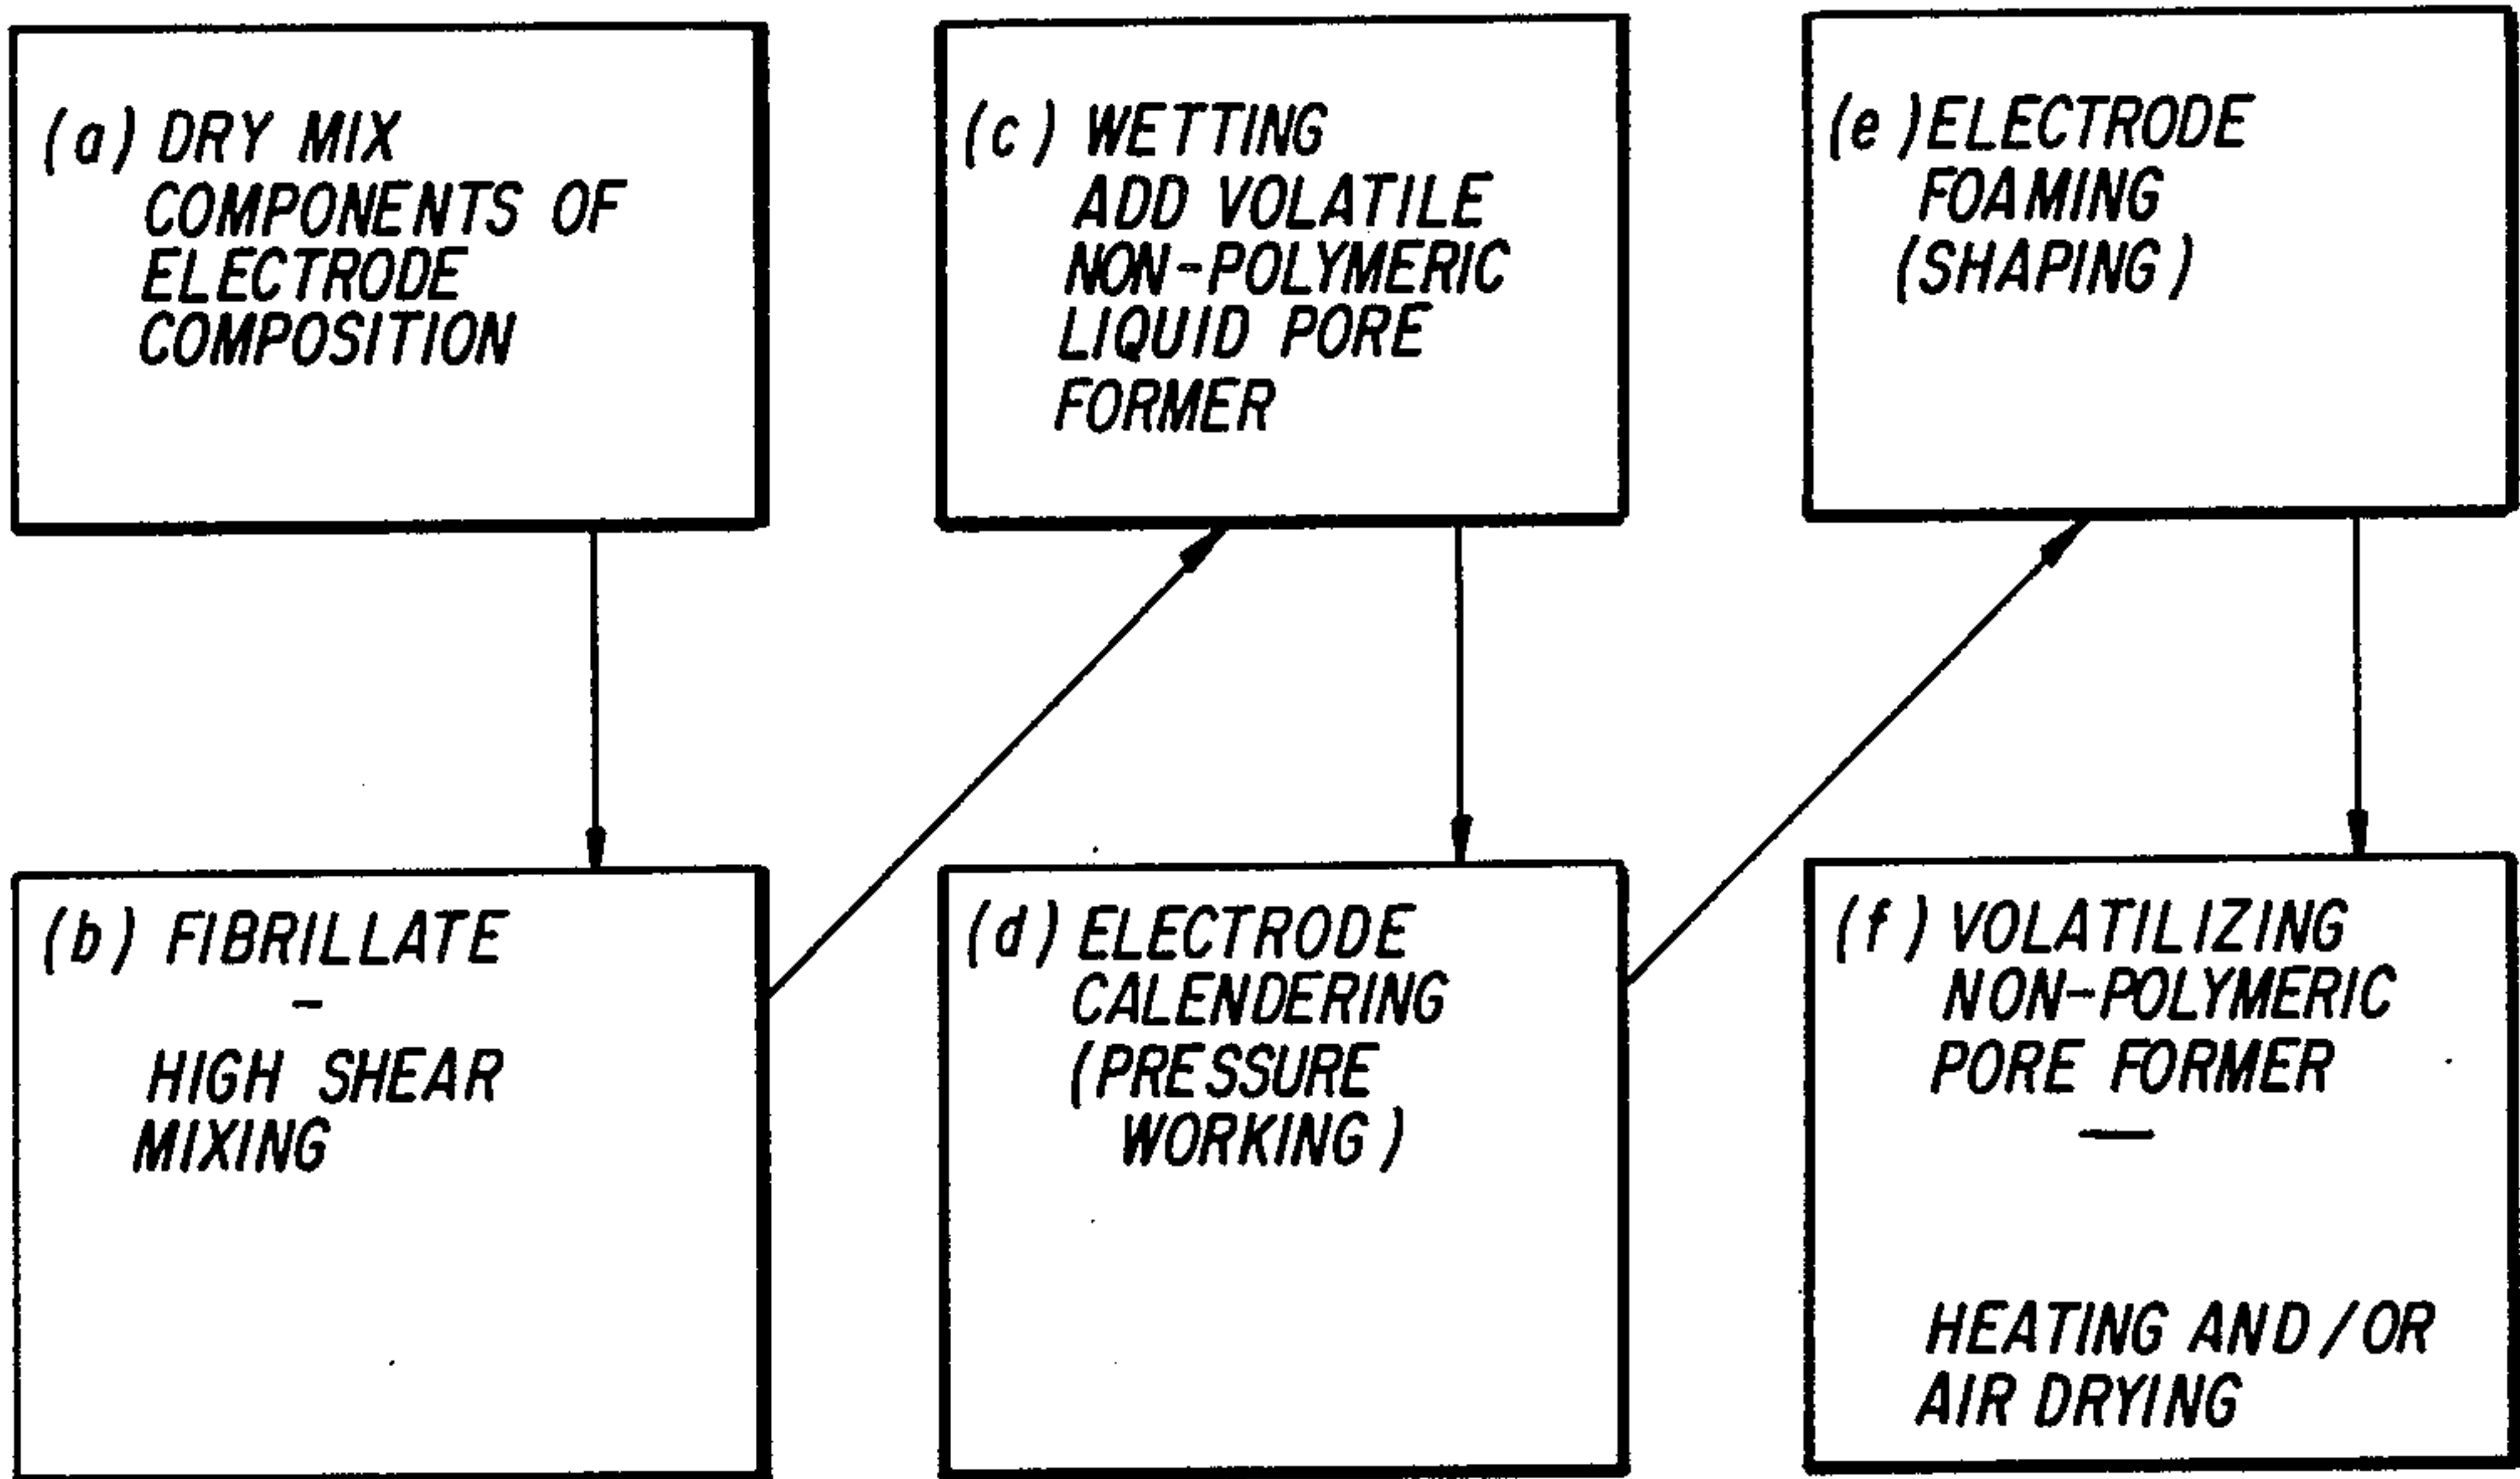 (a) DRY MIX
COMPONENTS OF
ELECTRODE
COMPOSITION
(b) FIBRILLATE
-
HIGH SHEAR
MIXING
(c) WETTING
ADD VOLATILE
NON-POLYMERIC
LIQUID PORE
FORMER
(d) ELECTRODE
CALENDERING
(PRESSURE
WORKING)
(e) ELECTRODE
FOAMING
(SHAPING)
(f) VOLATILIZING
NON-POLYMERIC
PORE FORMER
—
HEATING AND/OR
AIR DRYING